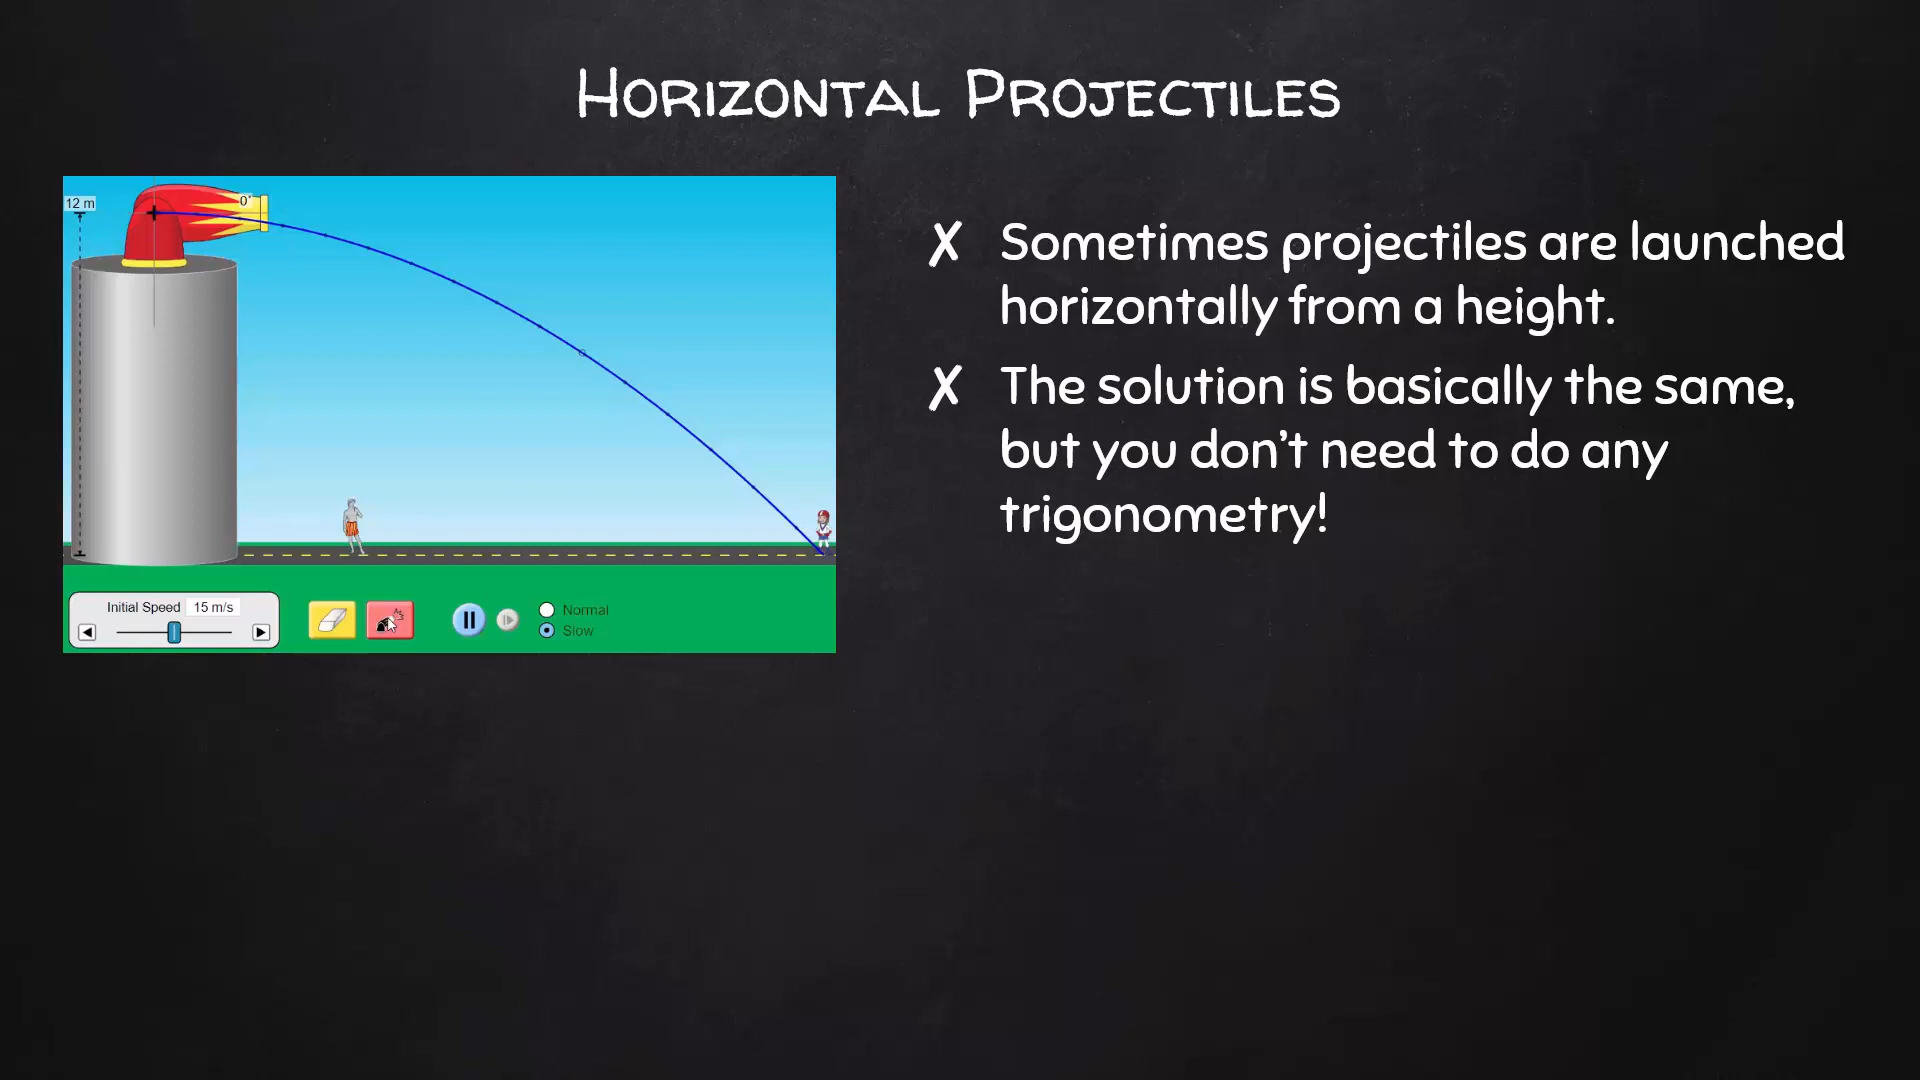 Horizontal Projectiles
12 m
0°
Initial Speed 15 m/s
Normal
Slow
✗ Sometimes projectiles are launched
horizontally from a height.
✗ The solution is basically the same,
but you don't need to do any
trigonometry!